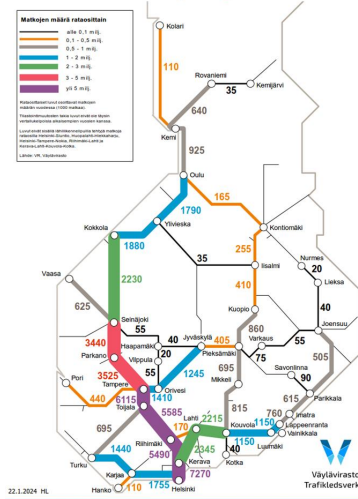 Matkojen määrä rataosittain
alle 0,1 milj.
0,1 - 0,5 milj.
0,5 - 1 milj.
1 - 2 milj.
2 - 3 milj.
3 - 5 milj.
yli 5 milj.
Lähde: VR, Väylävirasto
Kolari
110
Rovaniemi
35
Kemijärvi
640
Kemi
925
Oulu
165
1790
Kontiomäki
Ylivieska
Kokkola
1880
255
35
Iisalmi
Nurmes
20
Lieksa
2230
410
Vaasa
40
625
Kuopio
Joensuu
Seinäjoki
860
55
Varkaus
55
3440
40
Jyväskylä
405
Haapamäki
Pieksämäki
75
505
Parkano
55
20
Vilppula
1245
695
Savonlinna
3525
90
Pori
Tampere
Mikkeli
Parikkala
440
1410
Orivesi
6115
Toijala
5585
815
615
2215
Imatra
170
Lahti
760
695
Kouvola
1150
Lappeenranta
Riihimäki
Vainikkala
1440
5490
2345
1150
Luumäki
Turku
40
Kerava
Kotka
Karjaa
1755
7270
Hanko
110
Helsinki
22.1.2024 HL
Väylävirasto
Trafikledsverk